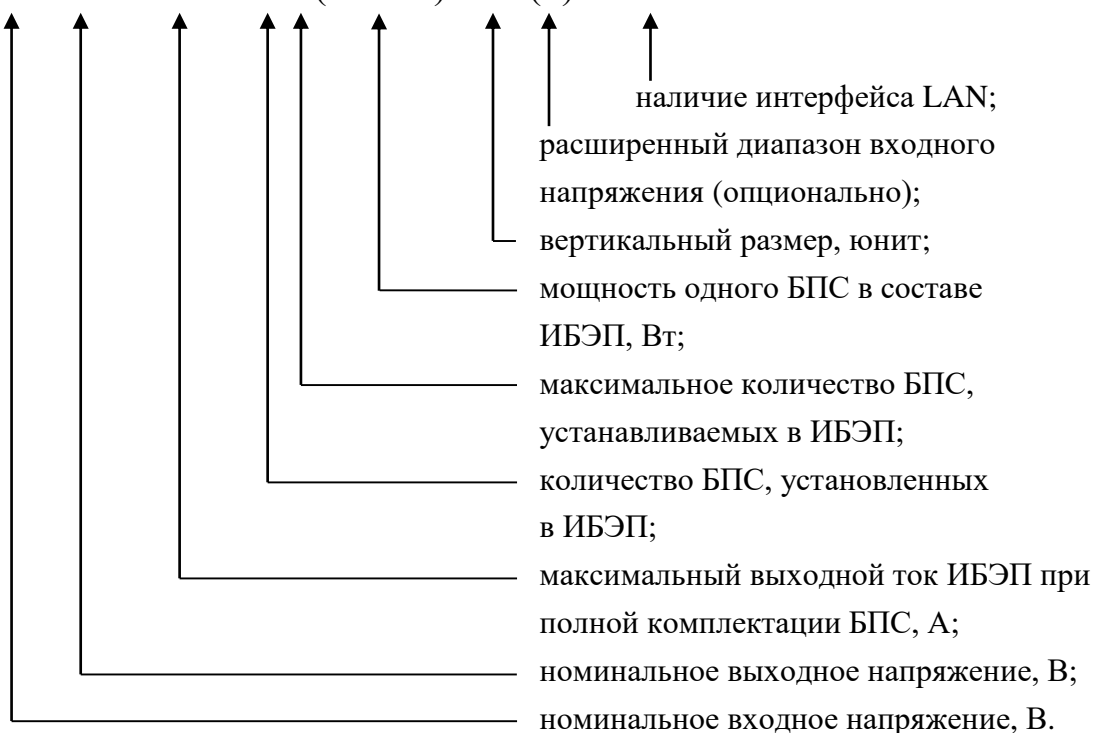 наличие интерфейса LAN;
расширенный диапазон входного
напряжения (опционально);
вертикальный размер, юнит;
мощность одного БПС в составе
ИБЭП, Вт;
максимальное количество БПС,
устанавливаемых в ИБЭП;
количество БПС, установленных
в ИБЭП;
максимальный выходной ток ИБЭП при
полной комплектации БПС, А;
номинальное выходное напряжение, В;
номинальное входное напряжение, В.